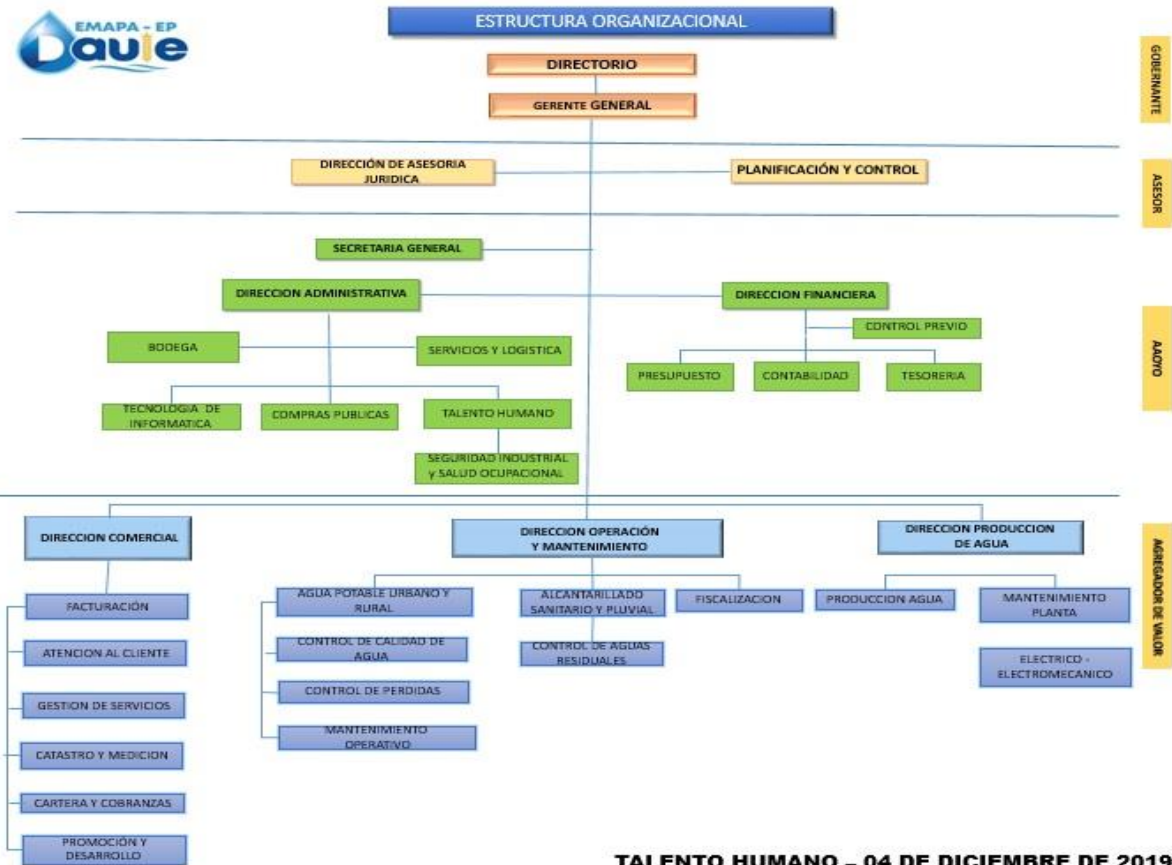 EMAPA - EP
Daule
ESTRUCTURA ORGANIZACIONAL
DIRECTORIO
GERENTE GENERAL
GOBERNANTE
DIRECCIÓN DE ASESORIA
JURIDICA
PLANIFICACIÓN Y CONTROL
ASESOR
SECRETARIA GENERAL
DIRECCION ADMINISTRATIVA
DIRECCION FINANCIERA
CONTROL PREVIO
BODEGA
SERVICIOS Y LOGISTICA
PRESUPUESTO
CONTABILIDAD
TESORERIA
AAOYO
TECNOLOGIA DE
INFORMATICA
COMPRAS PUBLICAS
TALENTO HUMANO
SEGURIDAD INDUSTRIAL
y SALUD OCUPACIONAL
DIRECCION COMERCIAL
DIRECCION OPERACIÓN
Y MANTENIMIENTO
DIRECCION PRODUCCION
DE AGUA
AGREGADOR DE VALOR
FACTURACIÓN
ATENCION AL CLIENTE
GESTION DE SERVICIOS
CATASTRO Y MEDICION
CARTERA Y COBRANZAS
PROMOCIÓN Y
DESARROLLO
AGUA POTABLE URBANO Y
RURAL
CONTROL DE CALIDAD DE
AGUA
CONTROL DE PERDIDAS
MANTENIMIENTO
OPERATIVO
ALCANTARILLADO
SANITARIO Y PLUVIAL
CONTROL DE AGUAS
RESIDUALES
FISCALIZACION
PRODUCCION AGUA
MANTENIMIENTO
PLANTA
ELECTRICO -
ELECTROMECANICO
TALENTO HUMANO – 04 DE DICIEMBRE DE 2019